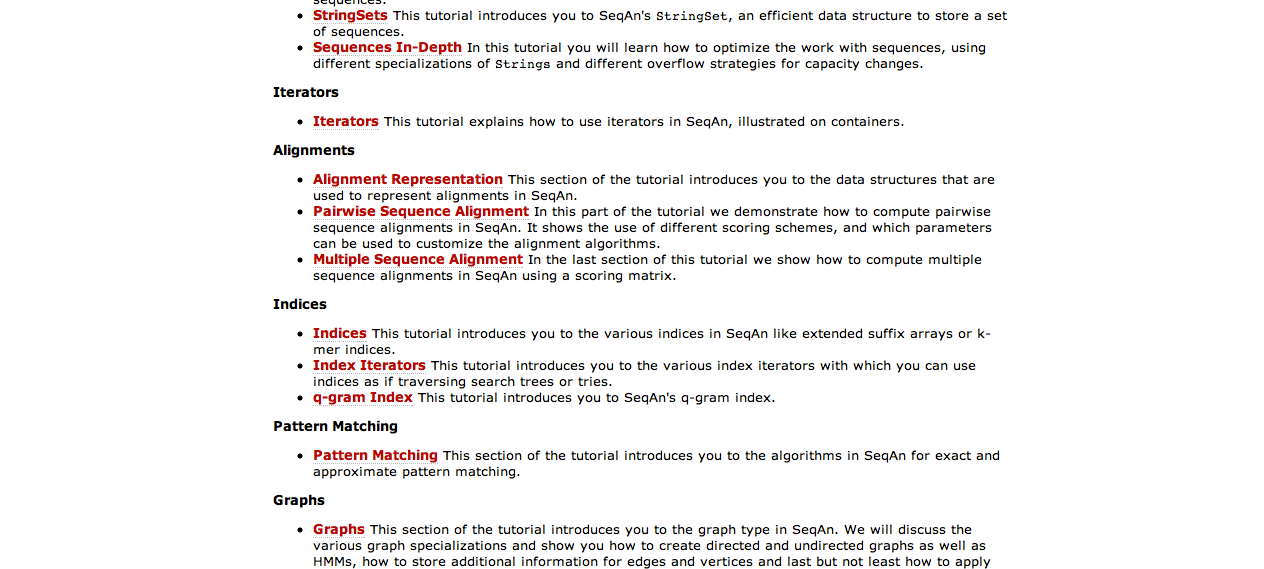 sequences.
StringSets This tutorial introduces you to SeqAn's StringSet, an efficient data structure to store a set
of sequences.
Sequences In-Depth In this tutorial you will learn how to optimize the work with sequences, using
different specializations of Strings and different overflow strategies for capacity changes.
Iterators
Iterators This tutorial explains how to use iterators in SeqAn, illustrated on containers.
Alignments
Alignment Representation This section of the tutorial introduces you to the data structures that are
used to represent alignments in SeqAn.
Pairwise Sequence Alignment In this part of the tutorial we demonstrate how to compute pairwise
sequence alignments in SeqAn. It shows the use of different scoring schemes, and which parameters
can be used to customize the alignment algorithms.
Multiple Sequence Alignment In the last section of this tutorial we show how to compute multiple
sequence alignments in SeqAn using a scoring matrix.
Indices
Indices This tutorial introduces you to the various indices in SeqAn like extended suffix arrays or k-
mer indices.
Index Iterators This tutorial introduces you to the various index iterators with which you can use
indices as if traversing search trees or tries.
q-gram Index This tutorial introduces you to SeqAn's q-gram index.
Pattern Matching
Pattern Matching This section of the tutorial introduces you to the algorithms in SeqAn for exact and
approximate pattern matching.
Graphs
Graphs This section of the tutorial introduces you to the graph type in SeqAn. We will discuss the
various graph specializations and show you how to create directed and undirected graphs as well as
HMMs, how to store additional information for edges and vertices and last but not least how to apply